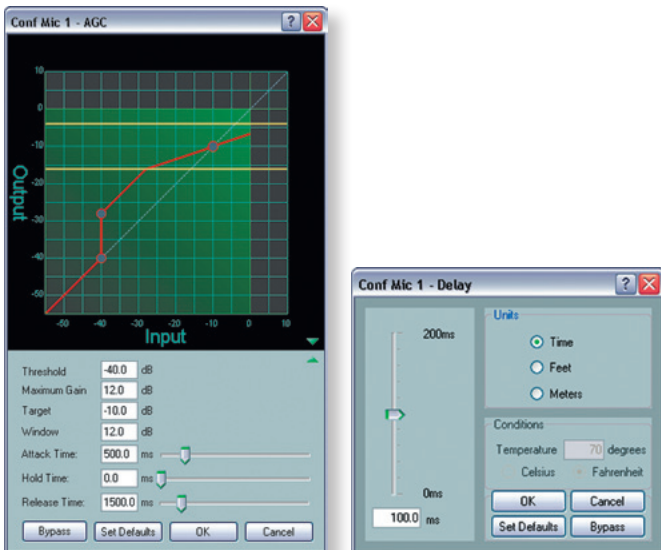 Conf Mic 1 - AGC
10
0
-10
-20
-30
-40
-50
Output
-50 -40 -30 -20 -10 0 10
Input
Threshold -40.0 dB
Maximum Gain 12.0 dB
Target -10.0 dB
Window 12.0 dB
Attack Time: 500.0 ms
Hold Time: 0.0 ms
Release Time: 1500.0 ms
Bypass Set Defaults OK Cancel
Conf Mic 1 - Delay
200ms
0ms
100.0 ms
Units
Time
Feet
Meters
Conditions
Temperature 70 degrees
Celsius Fahrenheit
OK Cancel
Set Defaults Bypass